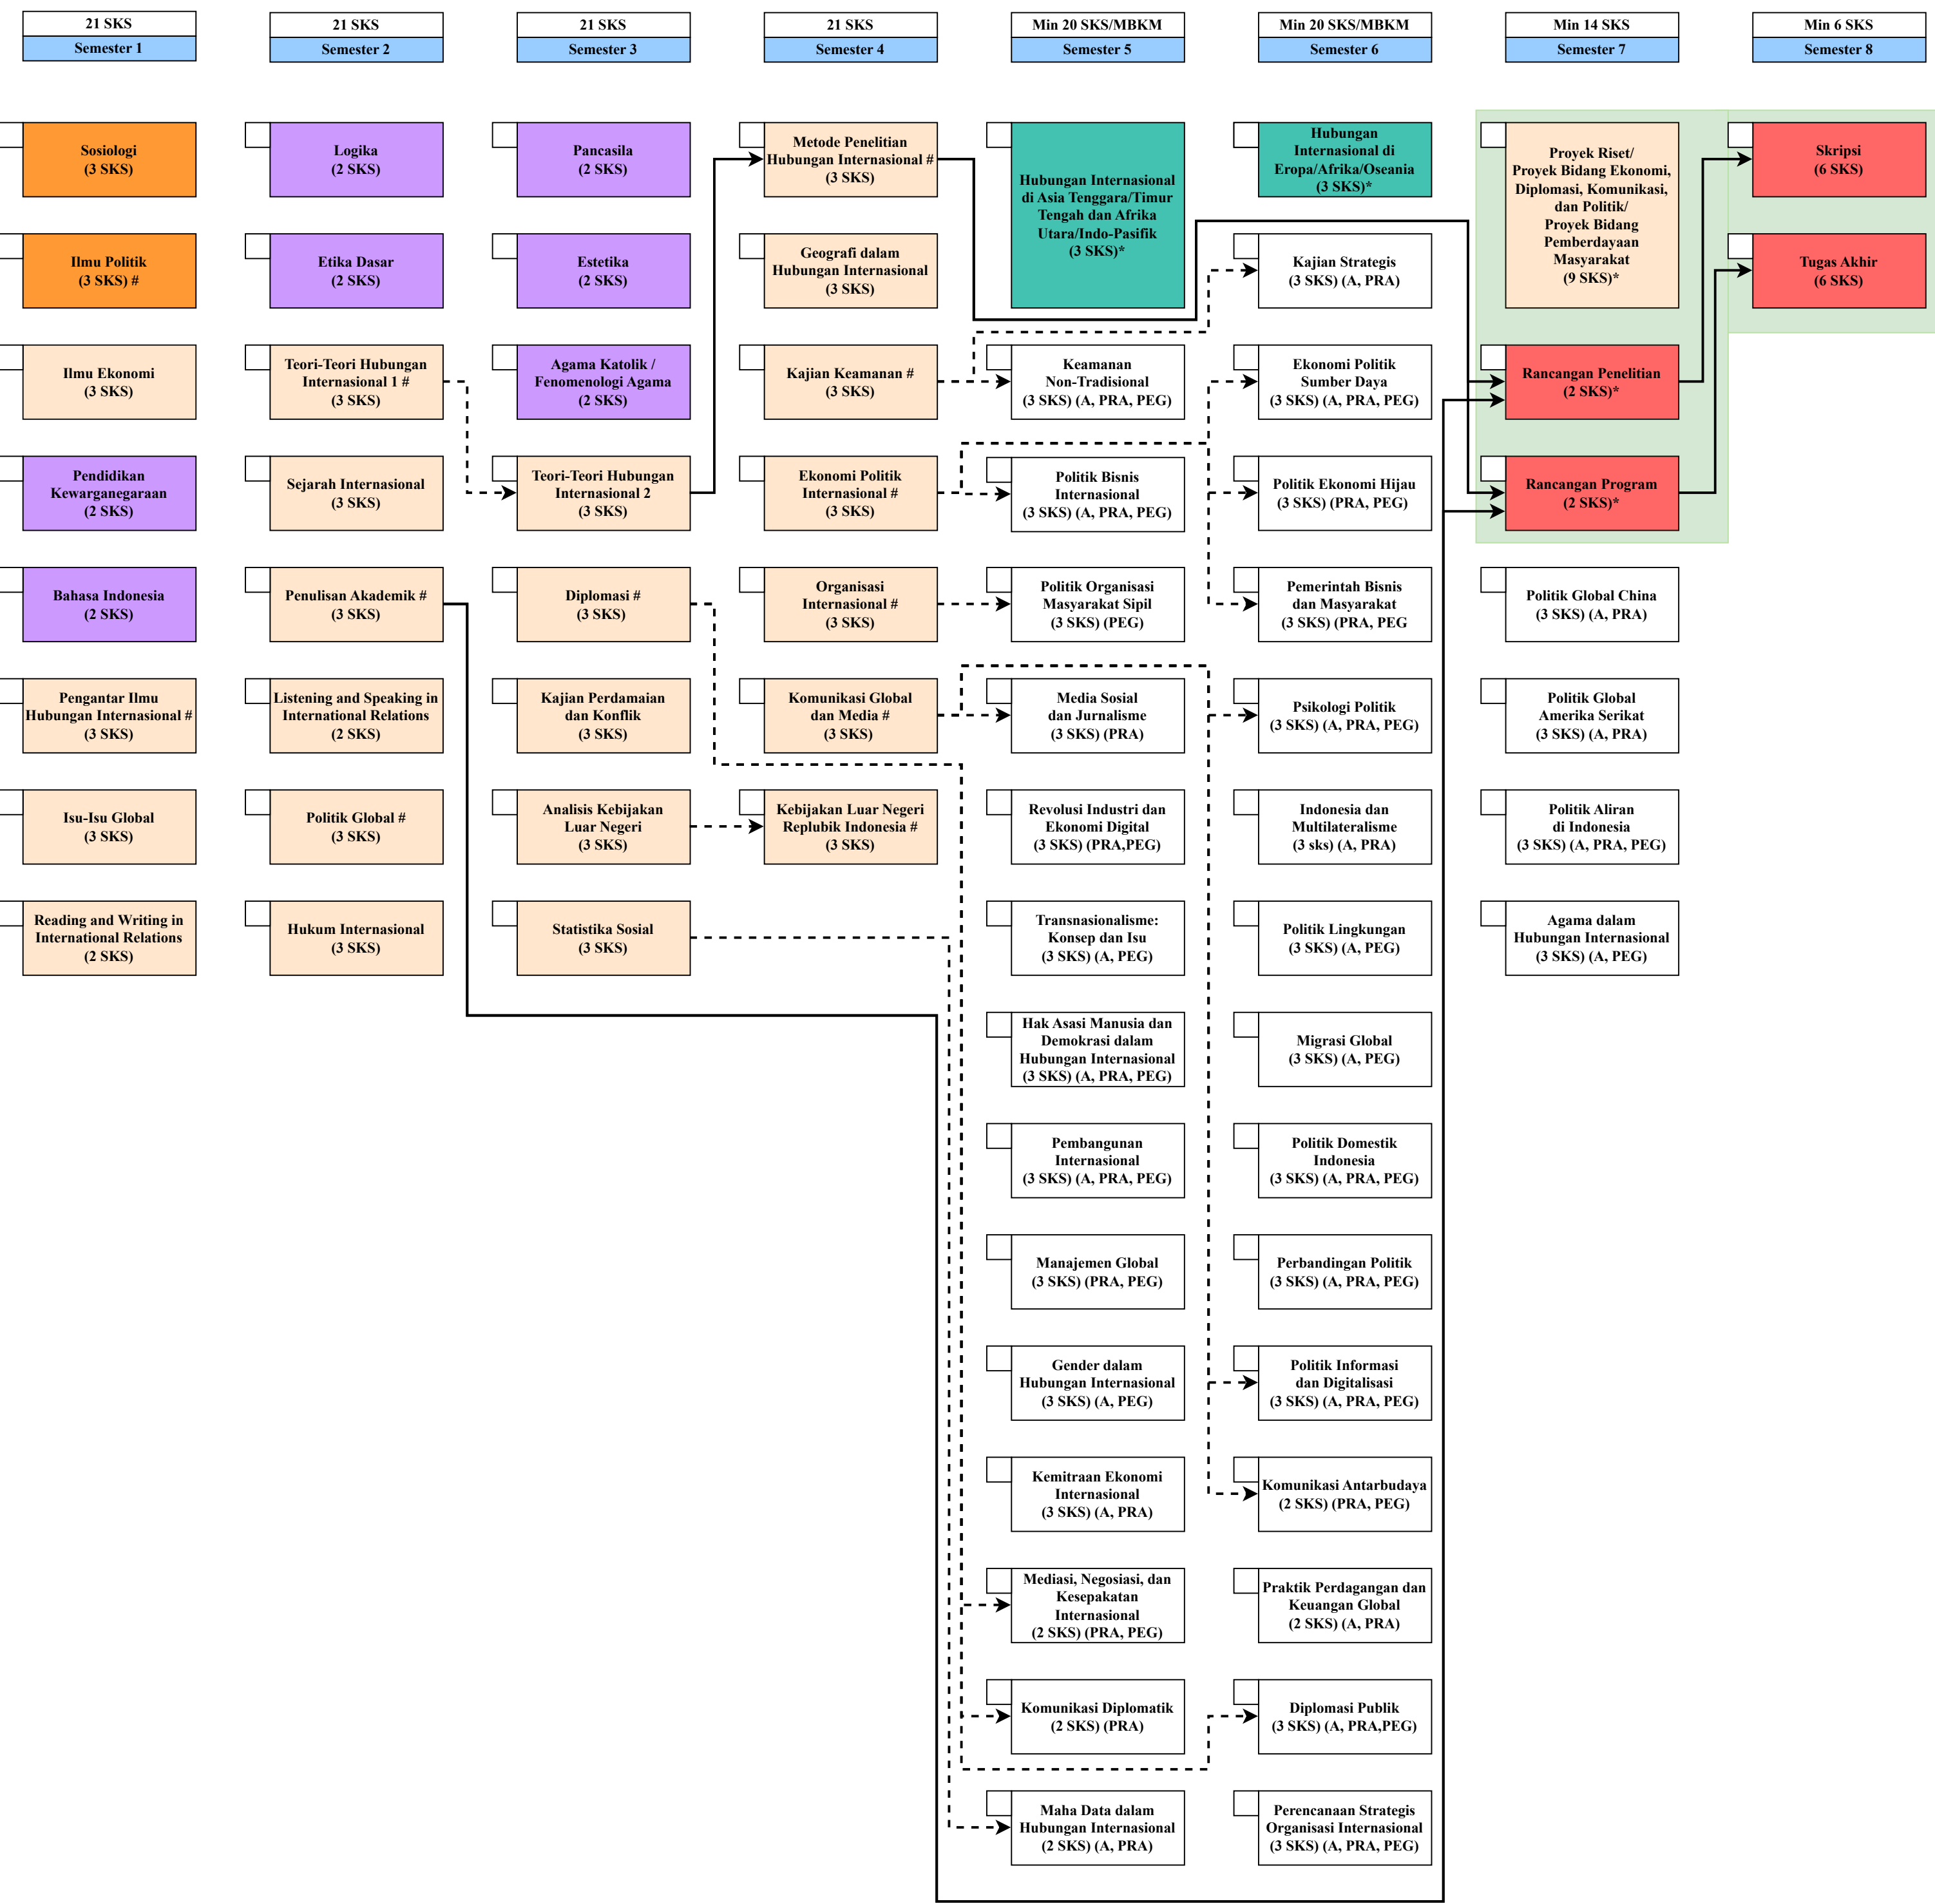 21 SKS
Semester 1
21 SKS
Semester 2
21 SKS
Semester 3
21 SKS
Semester 4
Min 20 SKS/MBKM
Semester 5
Min 20 SKS/MBKM
Semester 6
Min 14 SKS
Semester 7
Min 6 SKS
Semester 8
Sosiologi
(3 SKS)
Ilmu Politik
(3 SKS) #
Ilmu Ekonomi
(3 SKS)
Pendidikan
Kewarganegaraan
(2 SKS)
Bahasa Indonesia
(2 SKS)
Pengantar Ilmu
Hubungan Internasional #
(3 SKS)
Isu-Isu Global
(3 SKS)
Reading and Writing in
International Relations
(2 SKS)
Logika
(2 SKS)
Etika Dasar
(2 SKS)
Teori-Teori Hubungan
Internasional 1 #
(3 SKS)
Sejarah Internasional
(3 SKS)
Penulisan Akademik #
(3 SKS)
Listening and Speaking in
International Relations
(2 SKS)
Politik Global #
(3 SKS)
Hukum Internasional
(3 SKS)
Pancasila
(2 SKS)
Estetika
(2 SKS)
Agama Katolik /
Fenomenologi Agama
(2 SKS)
Teori-Teori Hubungan
Internasional 2
(3 SKS)
Diplomasi #
(3 SKS)
Kajian Perdamaian
dan Konflik
(3 SKS)
Analisis Kebijakan
Luar Negeri
(3 SKS)
Statistika Sosial
(3 SKS)
Metode Penelitian
Hubungan Internasional #
(3 SKS)
Geografi dalam
Hubungan Internasional
(3 SKS)
Kajian Keamanan #
(3 SKS)
Ekonomi Politik
Internasional #
(3 SKS)
Organisasi
Internasional #
(3 SKS)
Komunikasi Global
dan Media #
(3 SKS)
Kebijakan Luar Negeri
Replubik Indonesia #
(3 SKS)
Hubungan Internasional
di Asia Tenggara/Timur
Tengah dan Afrika
Utara/Indo-Pasifik
(3 SKS)*
Keamanan
Non-Tradisional
(3 SKS) (A, PRA, PEG)
Politik Bisnis
Internasional
(3 SKS) (A, PRA, PEG)
Politik Organisasi
Masyarakat Sipil
(3 SKS) (PEG)
Media Sosial
dan Jurnalisme
(3 SKS) (PRA)
Revolusi Industri dan
Ekonomi Digital
(3 SKS) (PRA,PEG)
Transnasionalisme:
Konsep dan Isu
(3 SKS) (A, PEG)
Hak Asasi Manusia dan
Demokrasi dalam
Hubungan Internasional
(3 SKS) (A, PRA, PEG)
Pembangunan
Internasional
(3 SKS) (A, PRA, PEG)
Manajemen Global
(3 SKS) (PRA, PEG)
Gender dalam
Hubungan Internasional
(3 SKS) (A, PEG)
Kemitraan Ekonomi
Internasional
(3 SKS) (A, PRA)
Mediasi, Negosiasi, dan
Kesepakatan
Internasional
(2 SKS) (PRA, PEG)
Komunikasi Diplomatik
(2 SKS) (PRA)
Maha Data dalam
Hubungan Internasional
(2 SKS) (A, PRA)
Hubungan
Internasional di
Eropa/Afrika/Oseania
(3 SKS)*
Kajian Strategis
(3 SKS) (A, PRA)
Ekonomi Politik
Sumber Daya
(3 SKS) (A, PRA, PEG)
Politik Ekonomi Hijau
(3 SKS) (PRA, PEG)
Pemerintah Bisnis
dan Masyarakat
(3 SKS) (PRA, PEG
Psikologi Politik
(3 SKS) (A, PRA, PEG)
Indonesia dan
Multilateralisme
(3 sks) (A, PRA)
Politik Lingkungan
(3 SKS) (A, PEG)
Migrasi Global
(3 SKS) (A, PEG)
Politik Domestik
Indonesia
(3 SKS) (A, PRA, PEG)
Perbandingan Politik
(3 SKS) (A, PRA, PEG)
Politik Informasi
dan Digitalisasi
(3 SKS) (A, PRA, PEG)
Komunikasi Antarbudaya
(2 SKS) (PRA, PEG)
Praktik Perdagangan dan
Keuangan Global
(2 SKS) (A, PRA)
Diplomasi Publik
(3 SKS) (A, PRA,PEG)
Perencanaan Strategis
Organisasi Internasional
(3 SKS) (A, PRA, PEG)
Proyek Riset/
Proyek Bidang Ekonomi,
Diplomasi, Komunikasi,
dan Politik/
Proyek Bidang
Pemberdayaan
Masyarakat
(9 SKS)*
Rancangan Penelitian
(2 SKS)*
Rancangan Program
(2 SKS)*
Politik Global China
(3 SKS) (A, PRA)
Politik Global
Amerika Serikat
(3 SKS) (A, PRA)
Politik Aliran
di Indonesia
(3 SKS) (A, PRA, PEG)
Agama dalam
Hubungan Internasional
(3 SKS) (A, PEG)
Skripsi
(6 SKS)
Tugas Akhir
(6 SKS)